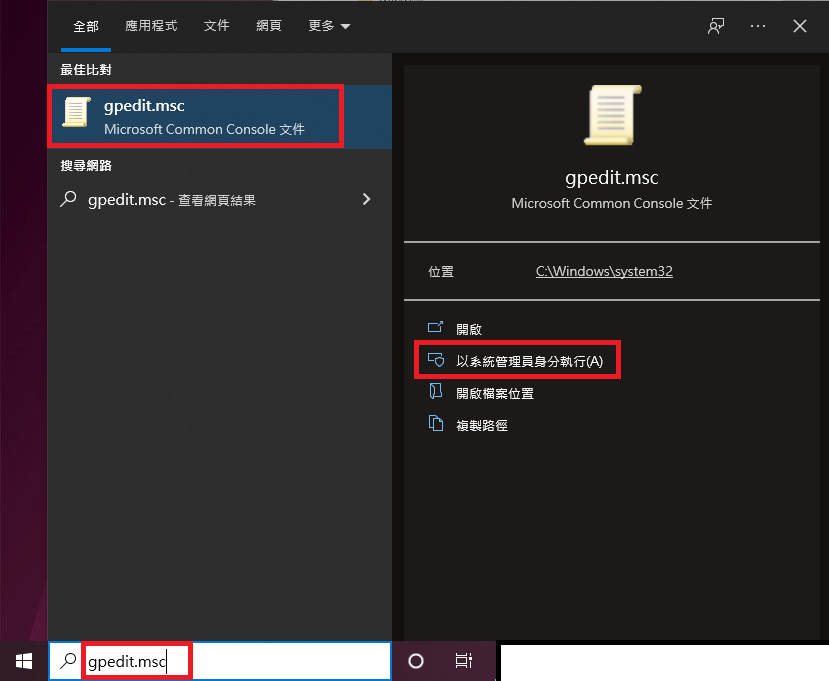 全部 應用程式 文件 網頁 更多
最佳比對
gpedit.msc
Microsoft Common Console 文件
搜尋網路
gpedit.msc - 查看網頁結果
gpedit.msc
Microsoft Common Console 文件
位置 C:\Windows\system32
開啟
以系統管理員身分執行(A)
開啟檔案位置
複製路徑
gpedit.msc